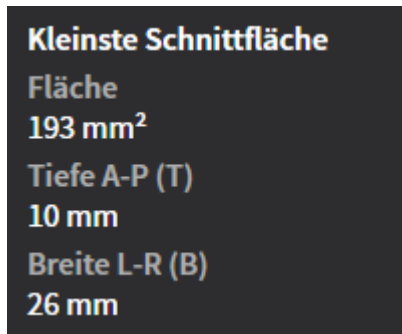 Kleinste Schnittfläche
Fläche
193 mm²
Tiefe A-P (T)
10 mm
Breite L-R (B)
26 mm